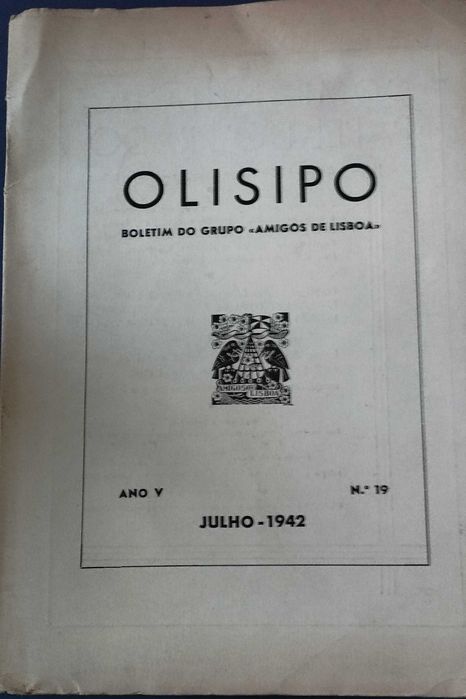 OLISIPO
BOLETIM DO GRUPO «AMIGOS DE LISBOA»
AMIGOS DE
LISBOA
ANO V N.º 19
JULHO - 1942